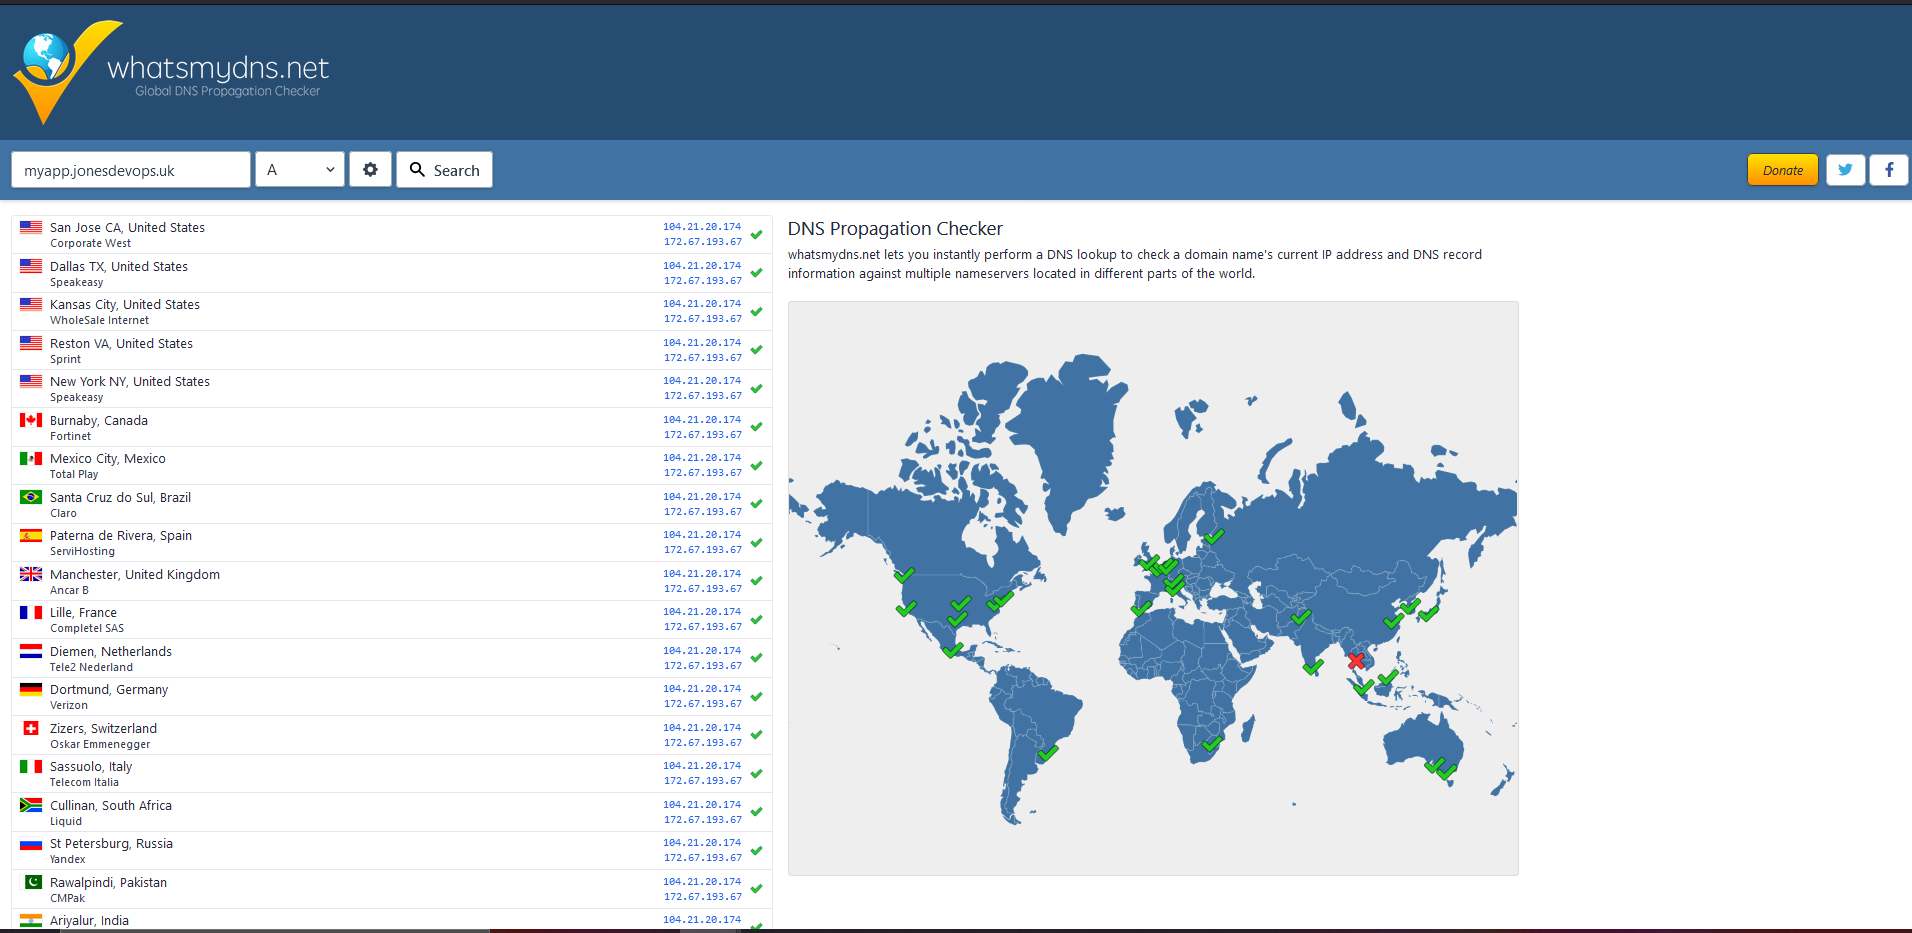 whatsmydns.net
Global DNS Propagation Checker
myapp.jonesdevops.uk
A
Search
Donate
San Jose CA, United States
Corporate West
104.21.20.174
172.67.193.67
Dallas TX, United States
Speakeasy
104.21.20.174
172.67.193.67
Kansas City, United States
WholeSale Internet
104.21.20.174
172.67.193.67
Reston VA, United States
Sprint
104.21.20.174
172.67.193.67
New York NY, United States
Speakeasy
104.21.20.174
172.67.193.67
Burnaby, Canada
Fortinet
104.21.20.174
172.67.193.67
Mexico City, Mexico
Total Play
104.21.20.174
172.67.193.67
Santa Cruz do Sul, Brazil
Claro
104.21.20.174
172.67.193.67
Paterna de Rivera, Spain
ServiHosting
104.21.20.174
172.67.193.67
Manchester, United Kingdom
Ancar B
104.21.20.174
172.67.193.67
Lille, France
Completel SAS
104.21.20.174
172.67.193.67
Diemen, Netherlands
Tele2 Nederland
104.21.20.174
172.67.193.67
Dortmund, Germany
Verizon
104.21.20.174
172.67.193.67
Zizers, Switzerland
Oskar Emmenegger
104.21.20.174
172.67.193.67
Sassuolo, Italy
Telecom Italia
104.21.20.174
172.67.193.67
Cullinan, South Africa
Liquid
104.21.20.174
172.67.193.67
St Petersburg, Russia
Yandex
104.21.20.174
172.67.193.67
Rawalpindi, Pakistan
CMPak
104.21.20.174
172.67.193.67
Ariyalur, India
104.21.20.174
DNS Propagation Checker
whatsmydns.net lets you instantly perform a DNS lookup to check a domain name's current IP address and DNS record
information against multiple nameservers located in different parts of the world.